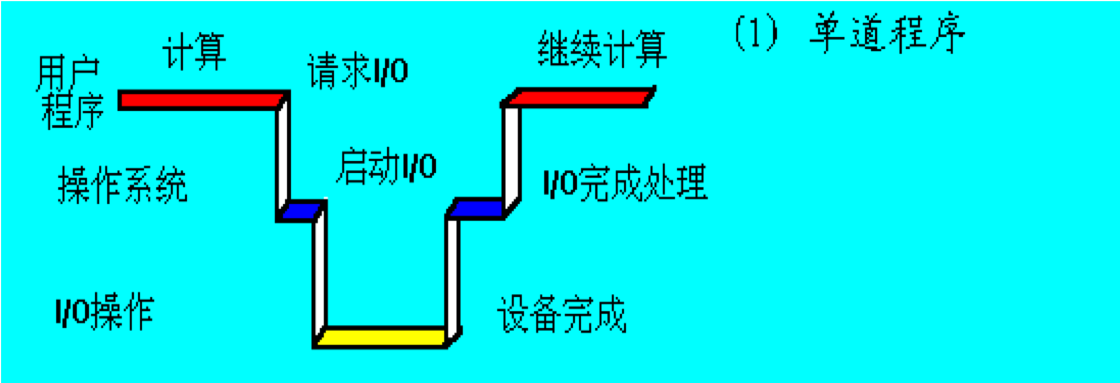 (1) 单道程序
计算
请求I/O
继续计算
用户
程序
启动I/O
操作系统
I/O完成处理
I/O操作
设备完成